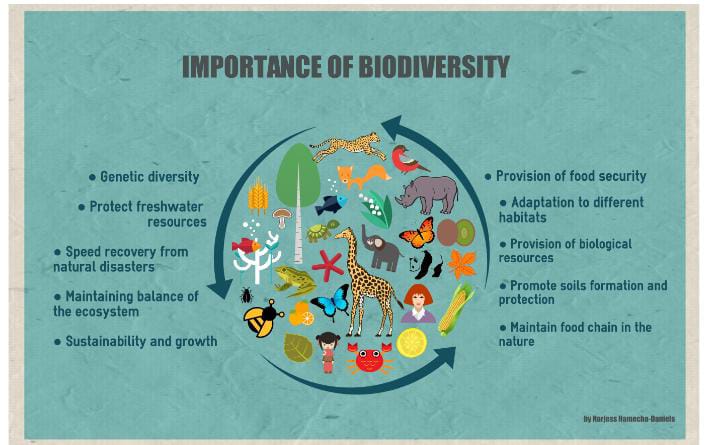 IMPORTANCE OF BIODIVERSITY
● Genetic diversity
● Protect freshwater
resources
● Speed recovery from
natural disasters
● Maintaining balance of
the ecosystem
● Sustainability and growth
● Provision of food security
● Adaptation to different
habitats
● Provision of biological
resources
● Promote soils formation and
protection
● Maintain food chain in the
nature
by Narjess Hamecha-Daniels